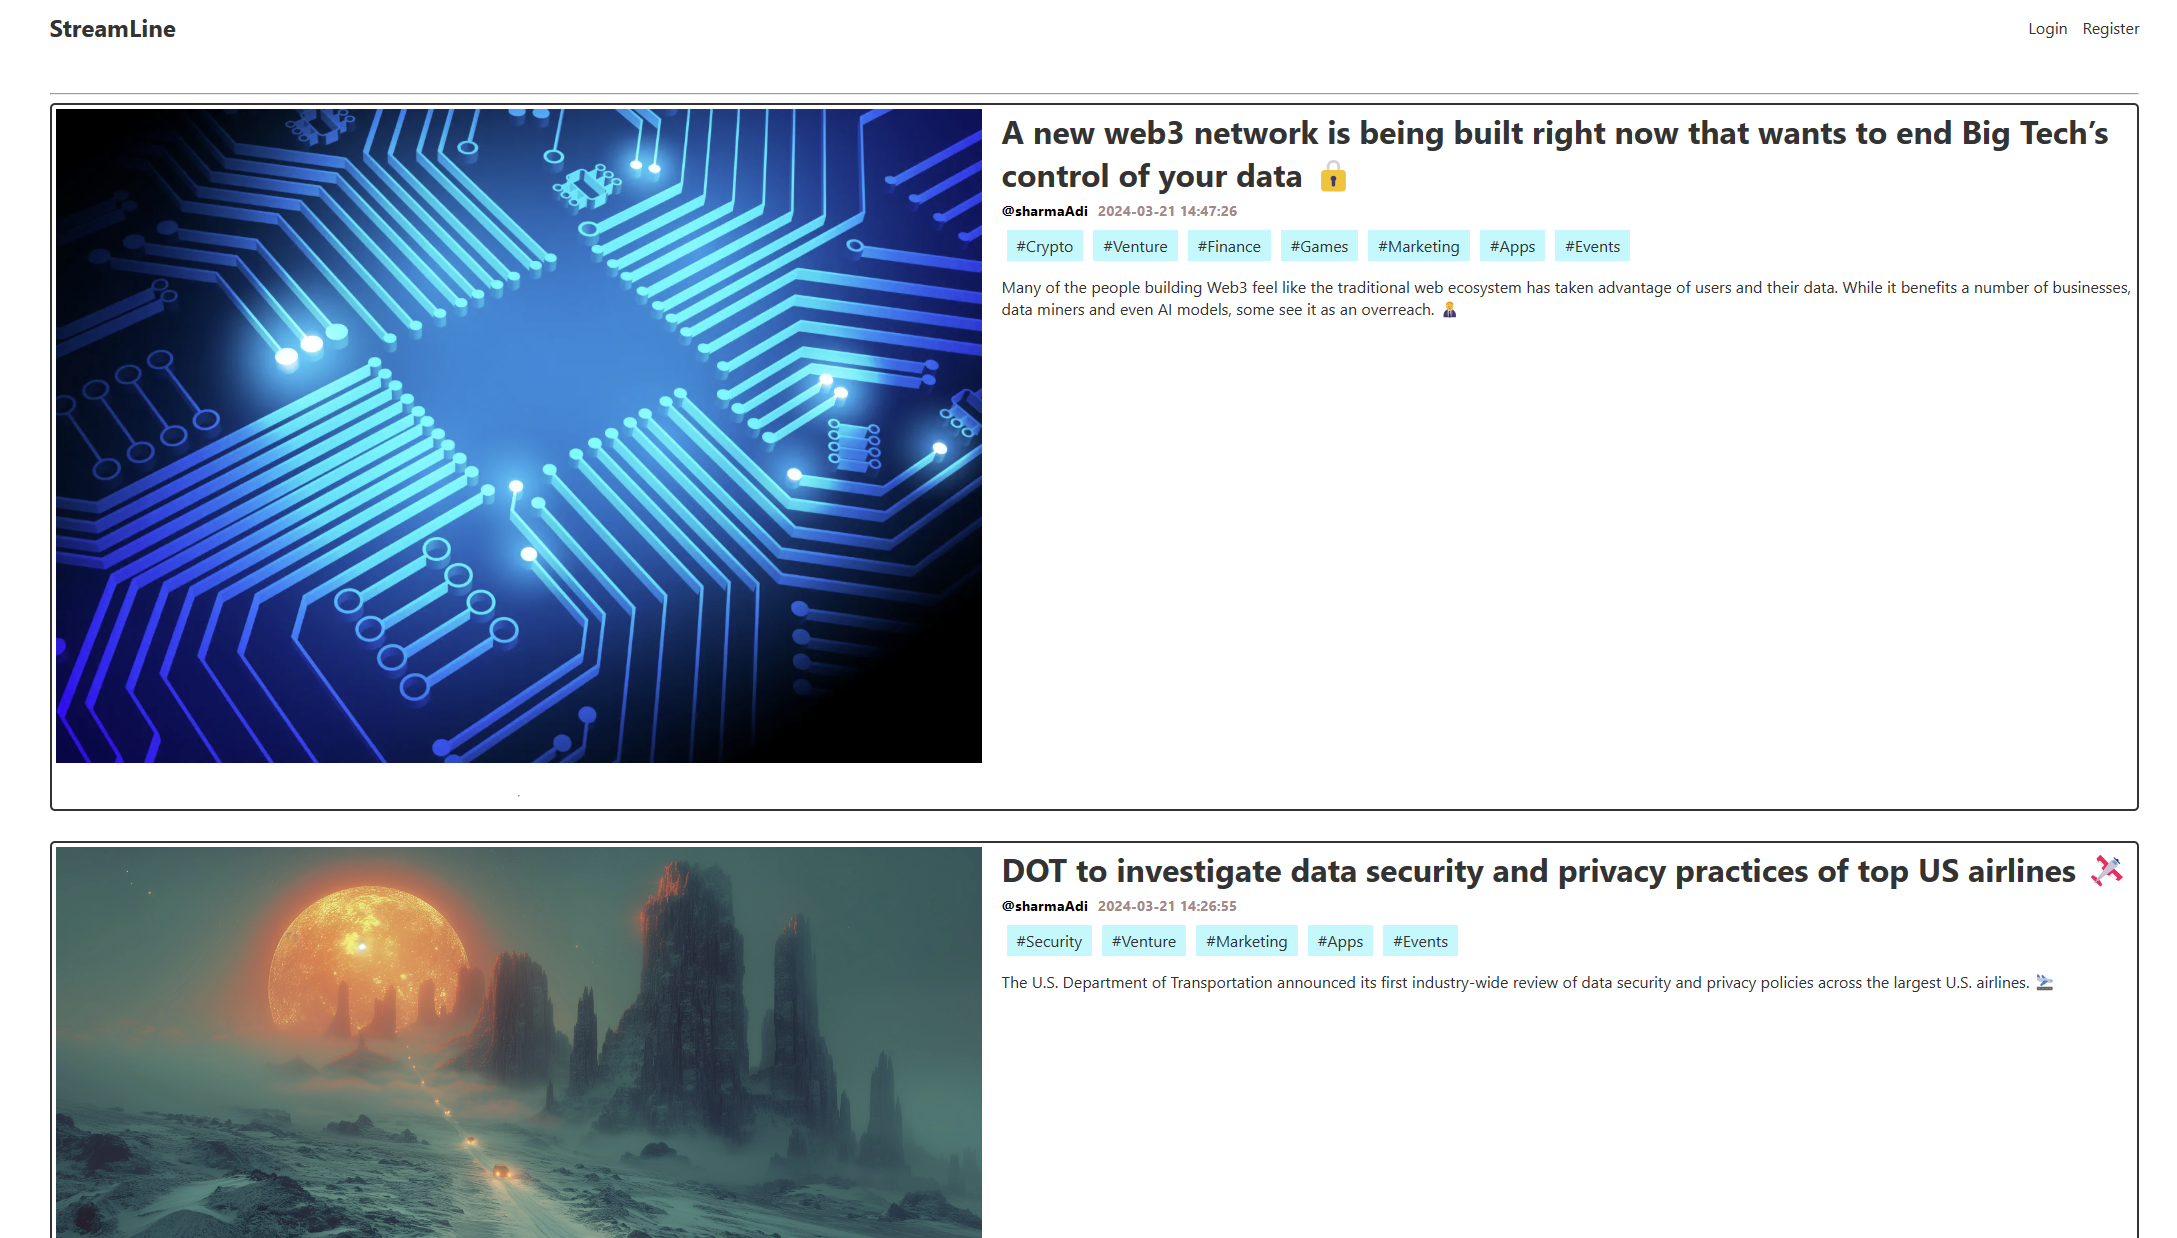 StreamLine
Login Register
A new web3 network is being built right now that wants to end Big Tech’s
control of your data 🔒
@sharmaAdi 2024-03-21 14:47:26
#Crypto #Venture #Finance #Games #Marketing #Apps #Events
Many of the people building Web3 feel like the traditional web ecosystem has taken advantage of users and their data. While it benefits a number of businesses,
data miners and even AI models, some see it as an overreach.
.
DOT to investigate data security and privacy practices of top US airlines
@sharmaAdi 2024-03-21 14:26:55
#Security #Venture #Marketing #Apps #Events
The U.S. Department of Transportation announced its first industry-wide review of data security and privacy policies across the largest U.S. airlines.